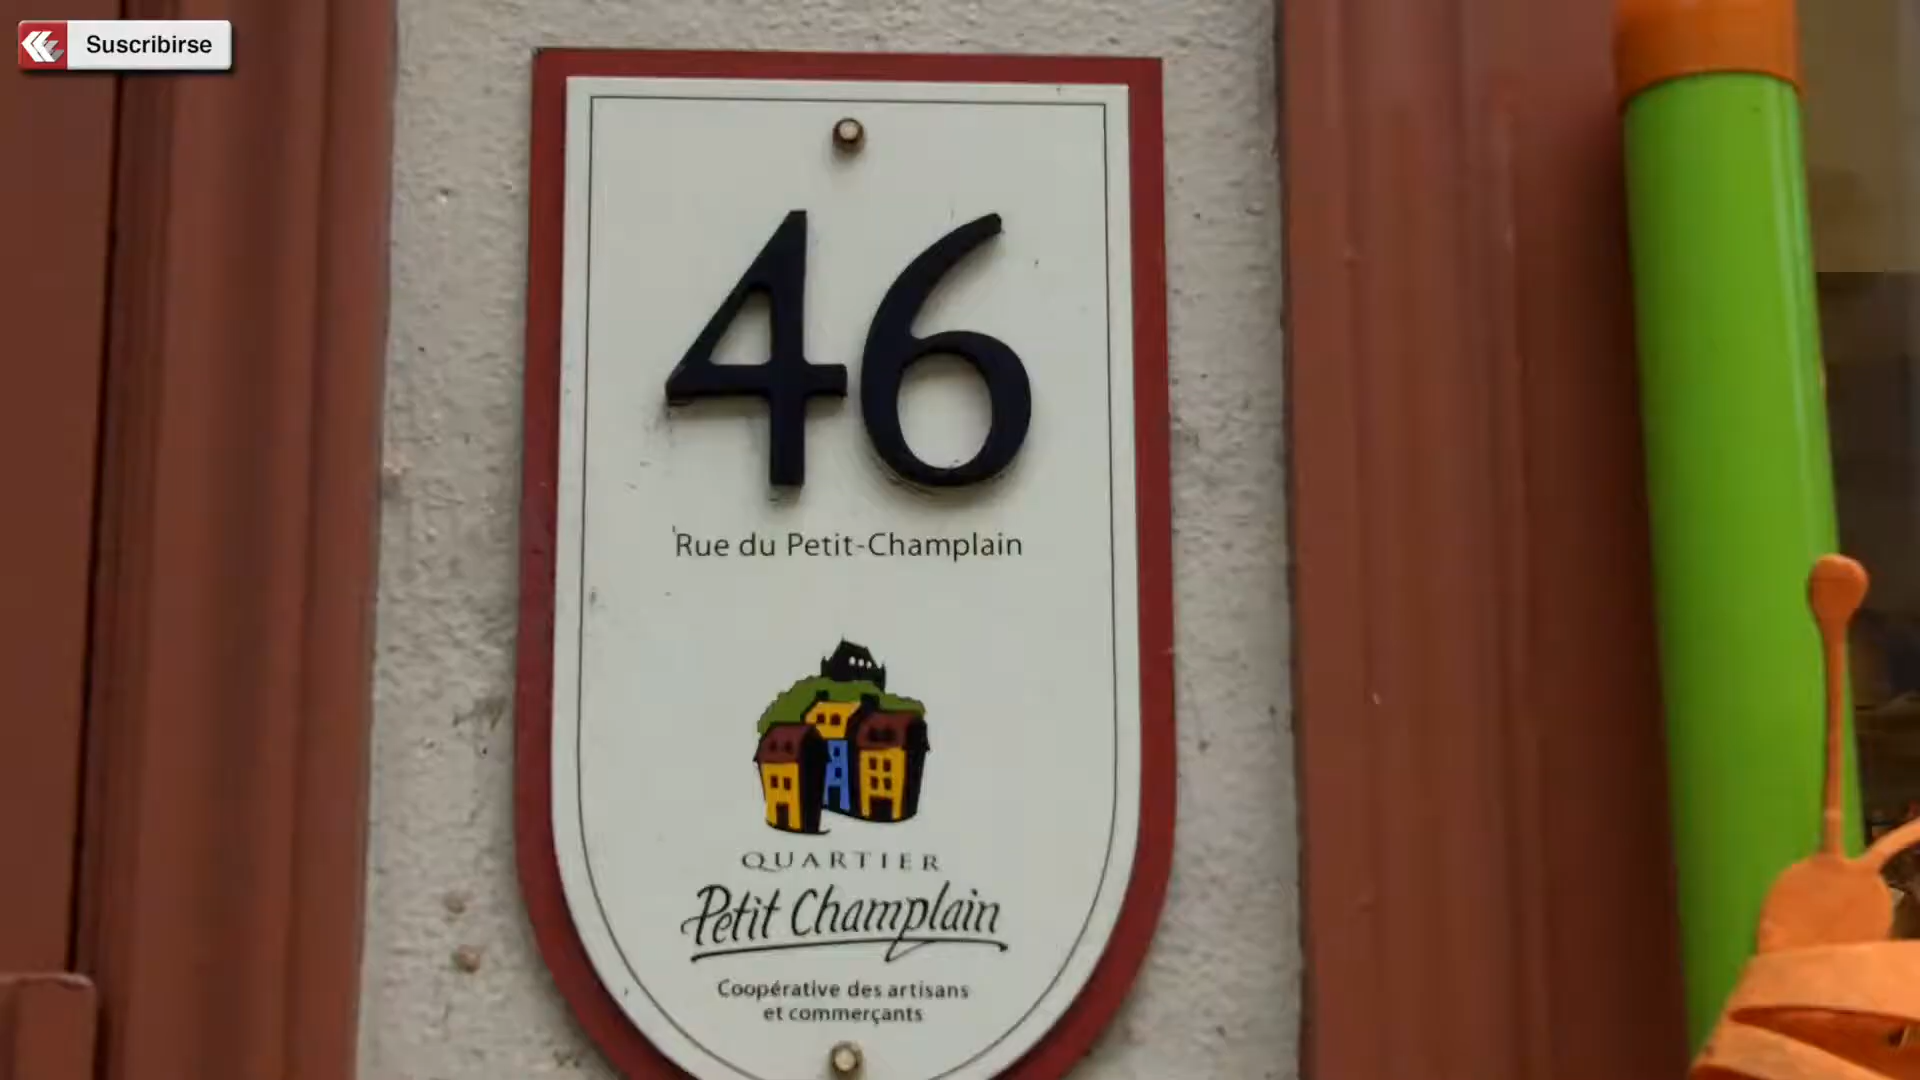 Suscribirse
46
Rue du Petit-Champlain
QUARTIER
Petit Champlain
Coopérative des artisans
et commerçants